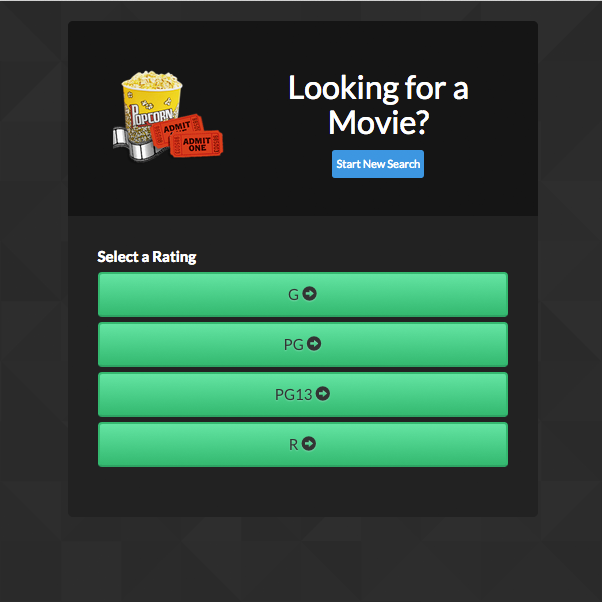 POPCORN
ADMIT
ADMIT
ONE
Looking for a
Movie?
Start New Search
Select a Rating
G
PG
PG13
R